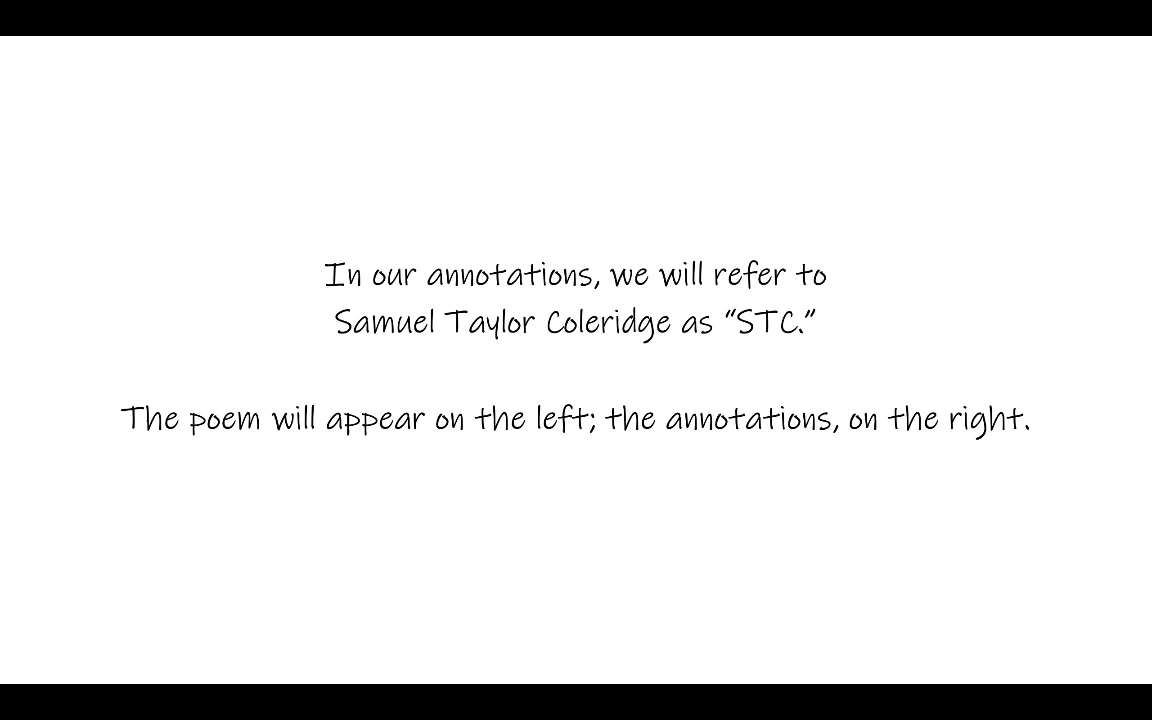 In our annotations, we will refer to
Samuel Taylor Coleridge as “STC.”
The poem will appear on the left; the annotations, on the right.